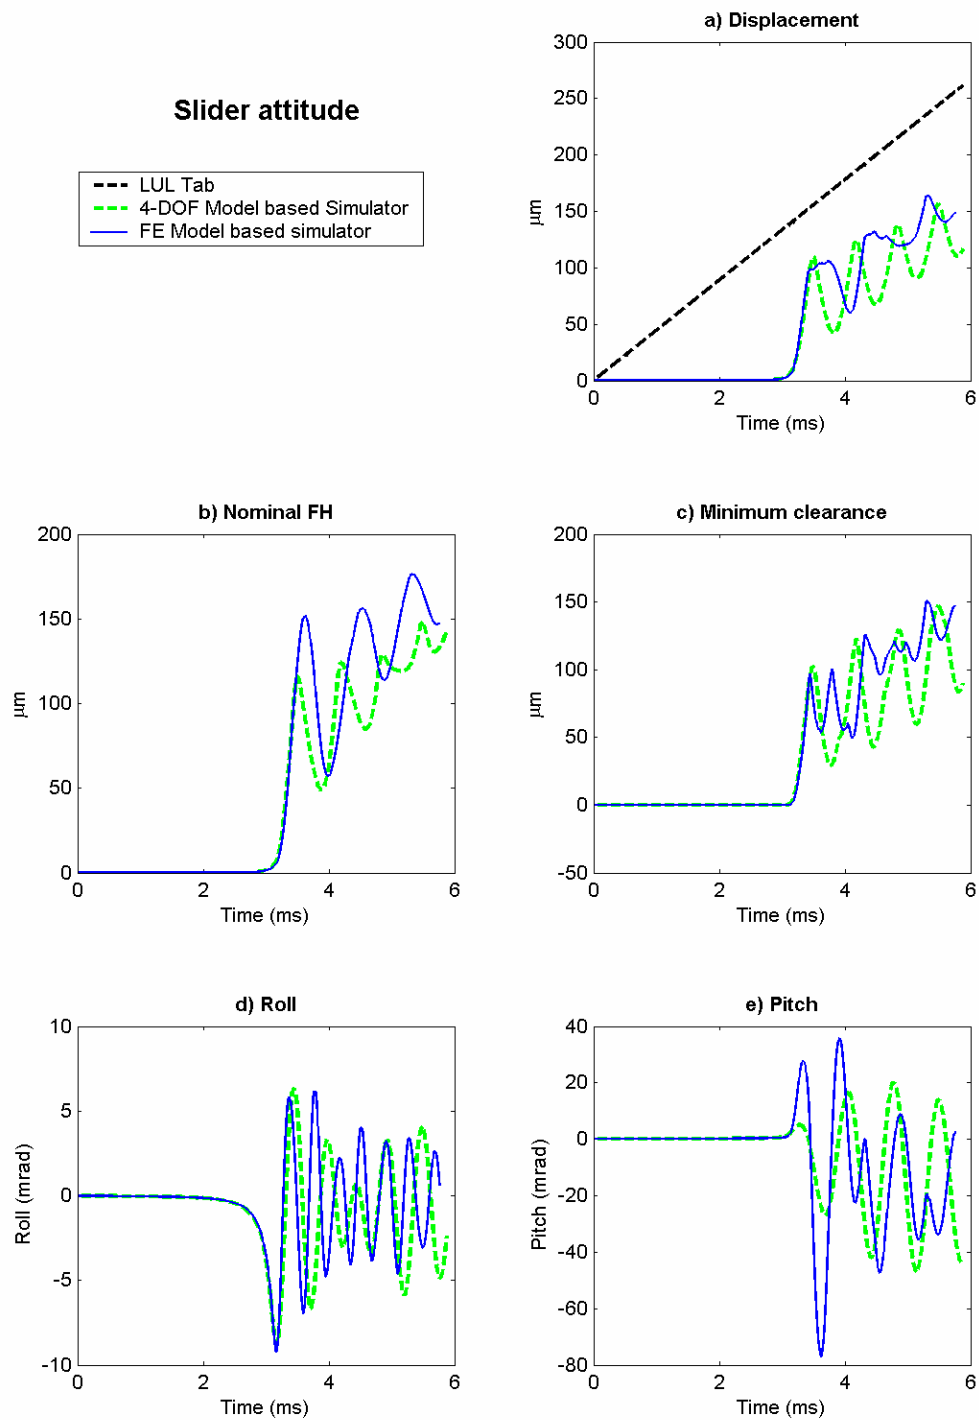 a) Displacement
Slider attitude
LUL Tab
4-DOF Model based Simulator
FE Model based simulator
300
250
200
150
100
50
0
µm
0 2 4 6
Time (ms)
b) Nominal FH
200
150
100
50
0
µm
0 2 4 6
Time (ms)
c) Minimum clearance
200
150
100
50
0
-50
µm
0 2 4 6
Time (ms)
d) Roll
10
5
0
-5
-10
Roll (mrad)
0 2 4 6
Time (ms)
e) Pitch
40
20
0
-20
-40
-60
-80
Pitch (mrad)
0 2 4 6
Time (ms)